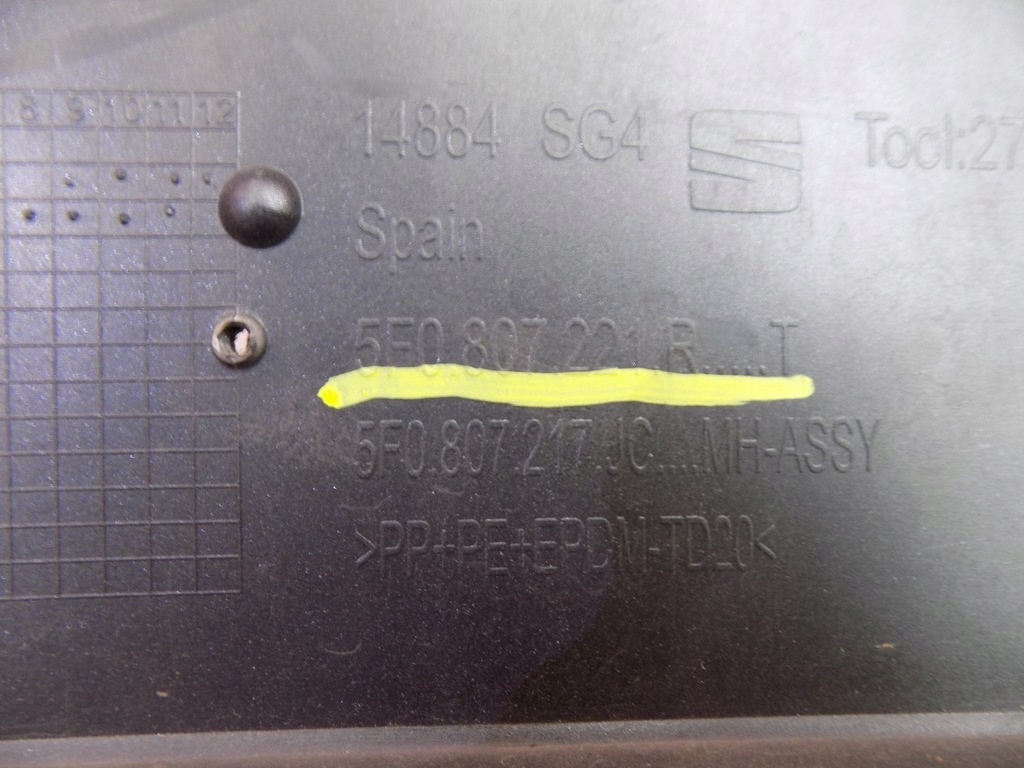 8 9 10 11 12
14884 SG4 Tool:27
Spain
5F0.807.221.R.....T
5F0.807.217.JC....MH-ASSY
>PP+PE+EPDM-TD20<